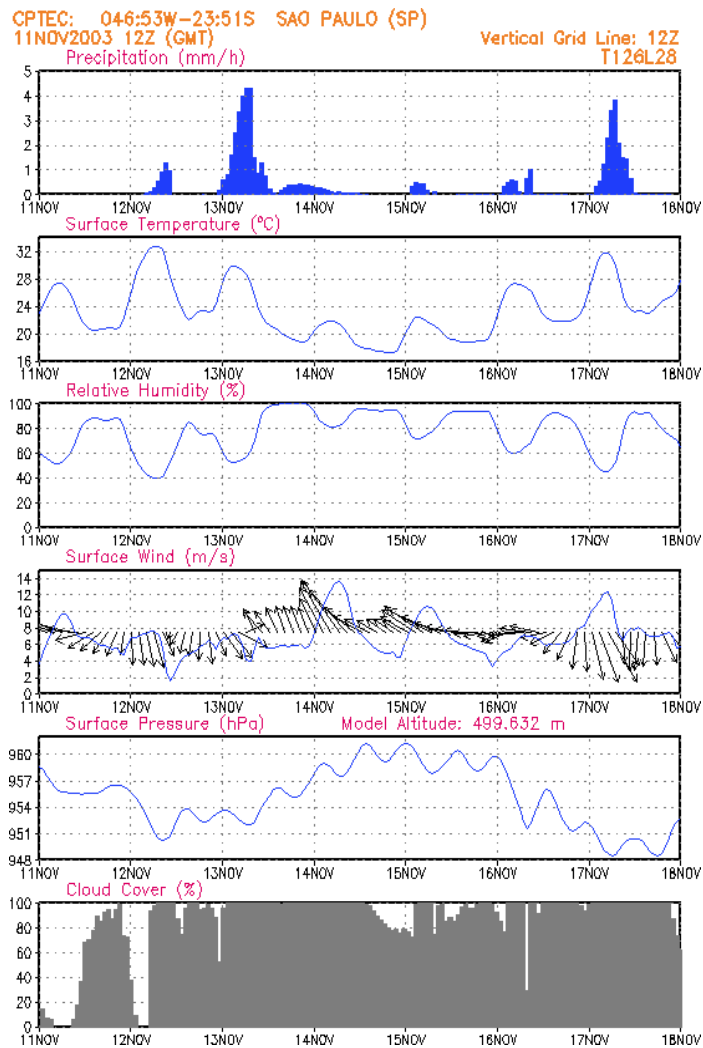 CPTEC: 046:53W-23:51S SAO PAULO (SP)
11NOV2003 12Z (GMT) Vertical Grid Line: 12Z
Precipitation (mm/h) T126L28
5
4
3
2
1
0
11NOV 12NOV 13NOV 14NOV 15NOV 16NOV 17NOV 18NOV
Surface Temperature (ºC)
32
28
24
20
16
11NOV 12NOV 13NOV 14NOV 15NOV 16NOV 17NOV 18NOV
Relative Humidity (%)
100
80
60
40
20
0
11NOV 12NOV 13NOV 14NOV 15NOV 16NOV 17NOV 18NOV
Surface Wind (m/s)
14
12
10
8
6
4
2
0
11NOV 12NOV 13NOV 14NOV 15NOV 16NOV 17NOV 18NOV
Surface Pressure (hPa) Model Altitude: 499.632 m
960
957
954
951
948
11NOV 12NOV 13NOV 14NOV 15NOV 16NOV 17NOV 18NOV
Cloud Cover (%)
100
80
60
40
20
0
11NOV 12NOV 13NOV 14NOV 15NOV 16NOV 17NOV 18NOV